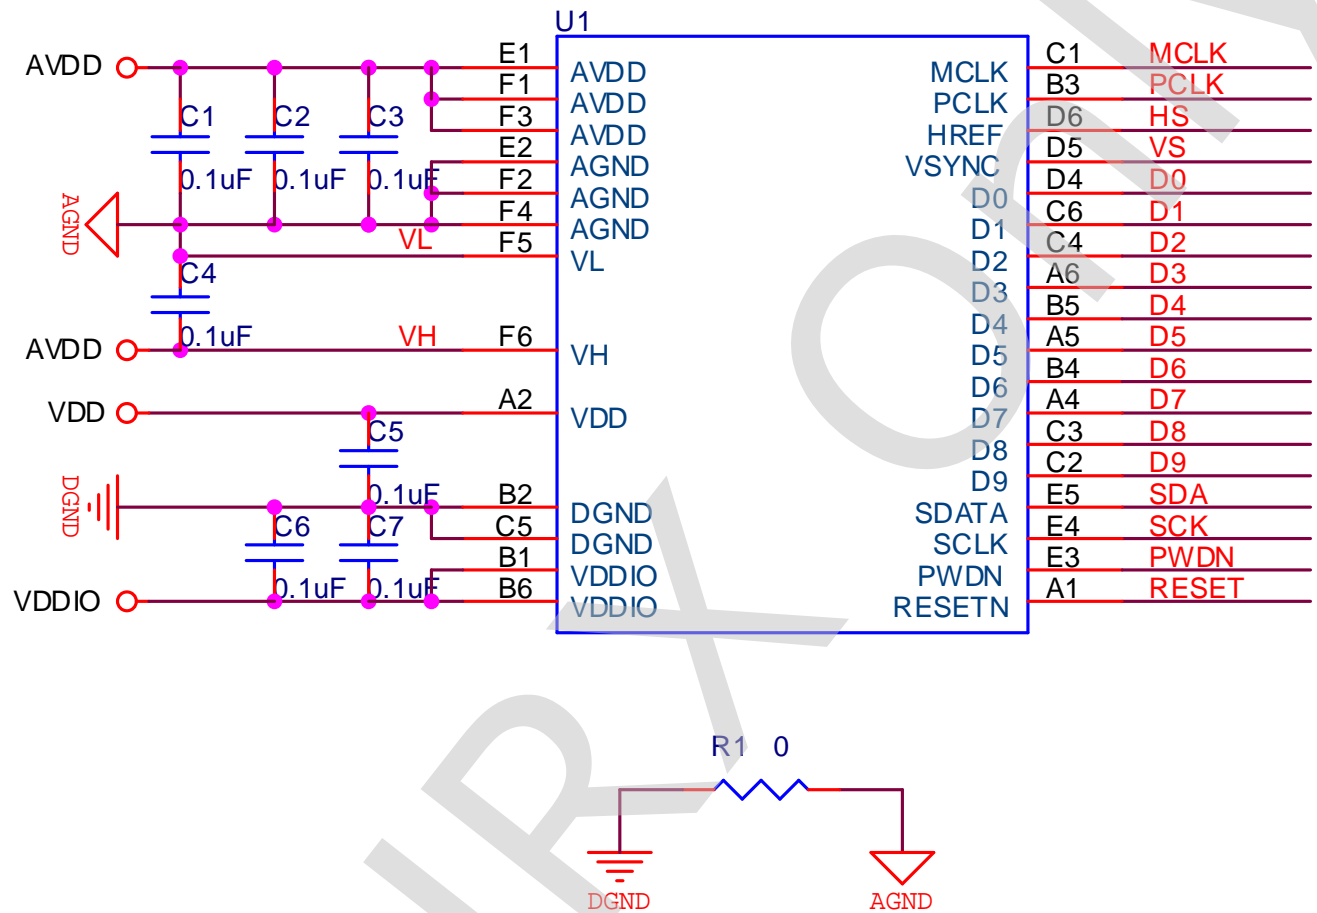 U1
AVDD E1 AVDD MCLK C1 MCLK
F1 AVDD PCLK B3 PCLK
C1 C2 C3 F3 AVDD HREF D6 HS
E2 AGND VSYNC D5 VS
0.1uF 0.1uF 0.1uF F2 AGND D0 D4 D0
AGND F4 AGND D1 C6 D1
VL F5 VL D2 C4 D2
C4 D3 A6 D3
D4 B5 D4
0.1uF
AVDD VH F6 VH D5 A5 D5
D6 B4 D6
VDD A2 VDD D7 A4 D7
C5 D8 C3 D8
D9 C2 D9
0.1uF
DGND B2 DGND SDATA E5 SDA
C6 C7 C5 DGND SCLK E4 SCK
B1 VDDIO PWDN E3 PWDN
0.1uF 0.1uF
VDDIO B6 VDDIO RESETN A1 RESET
R1 0
DGND AGND